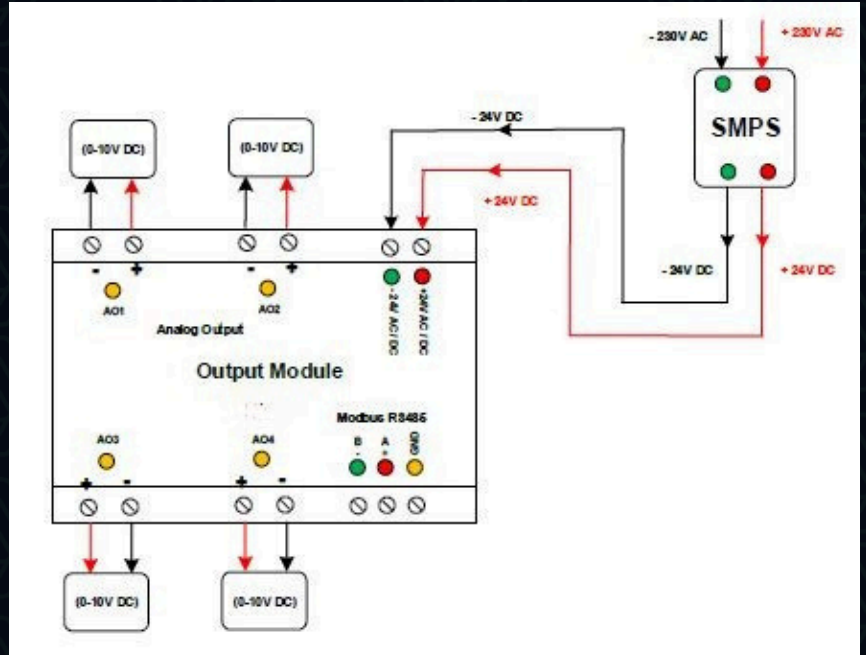 - 230V AC
+ 230V AC
SMPS
- 24V DC
+ 24V DC
- 24V DC
+ 24V DC
(0-10V DC)
(0-10V DC)
- +
- +
AO1
AO2
- 24V AC / DC
+24V AC / DC
Analog Output
Output Module
Modbus RS485
AO3
AO4
B
-
A
+
GND
+ -
+ -
(0-10V DC)
(0-10V DC)